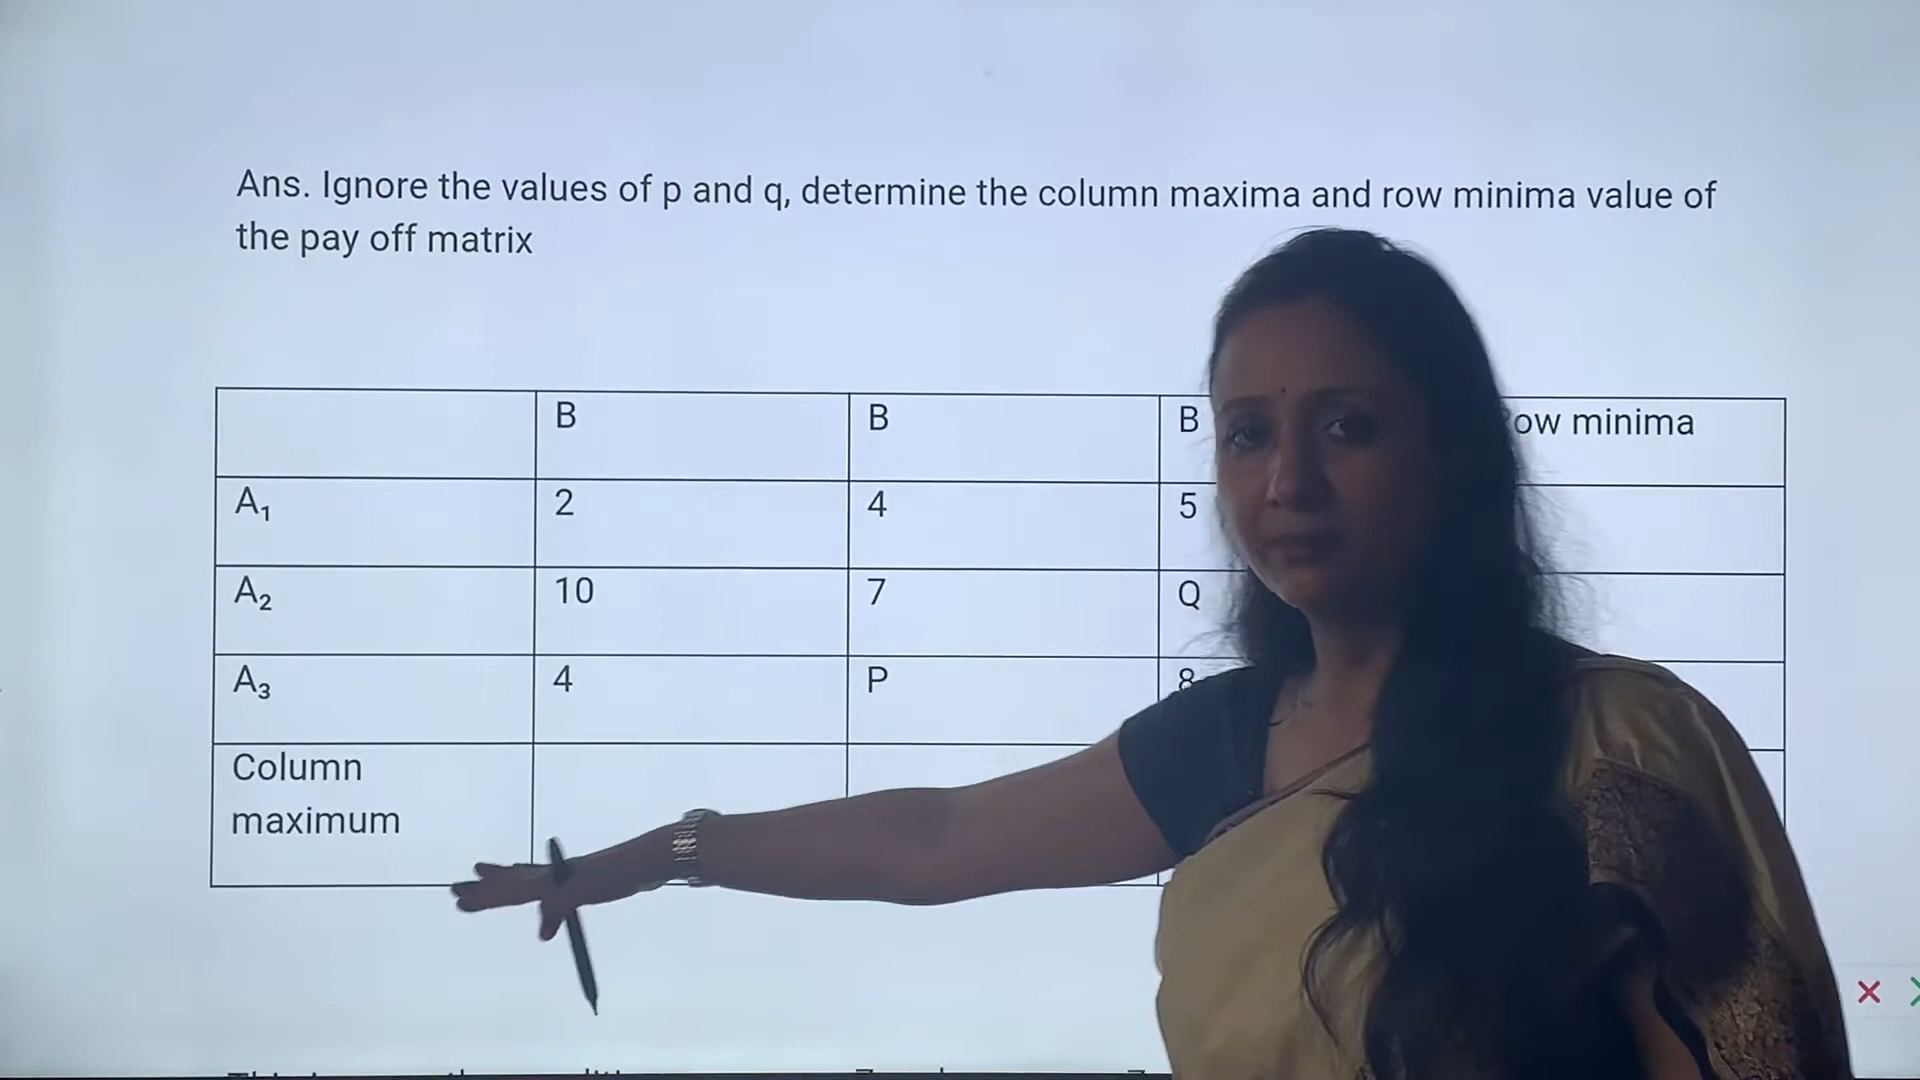 Ans. Ignore the values of p and q, determine the column maxima and row minima value of
the pay off matrix
B B B minima
A₁ 2 4 5
A₂ 10 7 Q
A₃ 4 P 8
Column
maximum